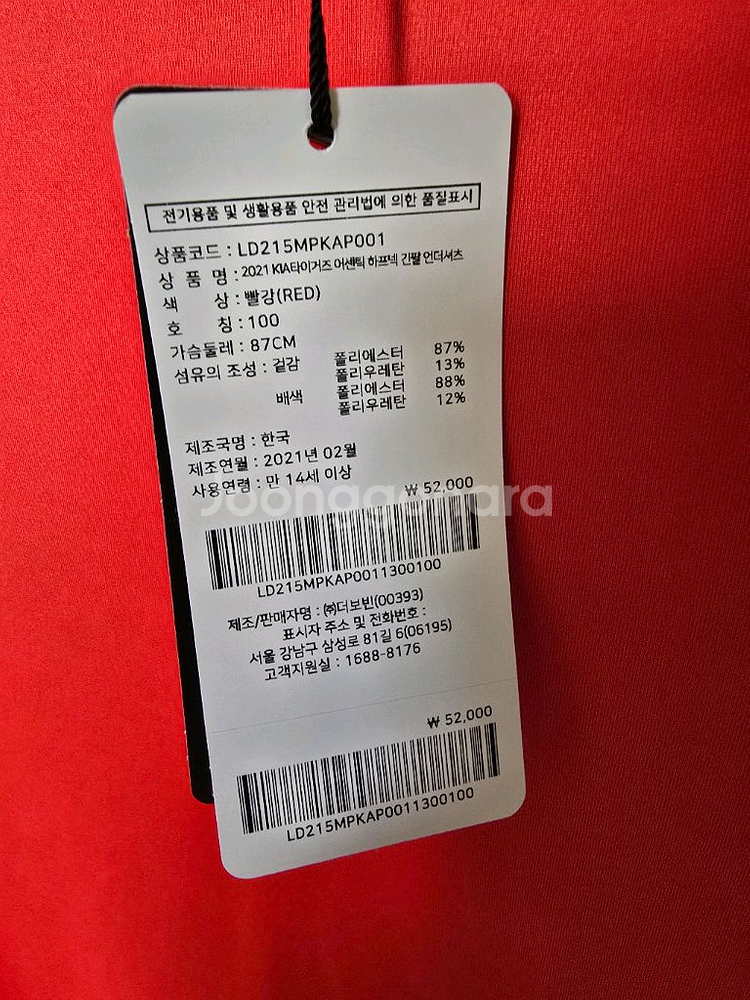 전기용품 및 생활용품 안전 관리법에 의한 품질표시
상품코드 : LD215MPKAP001
상 품 명 : 2021 KIA타이거즈 어센틱 하프넥 긴팔 언더셔츠
색 상 : 빨강(RED)
호 칭 : 100
가슴둘레 : 87CM
섬유의 조성 : 겉감 폴리에스터 87%
폴리우레탄 13%
배색 폴리에스터 88%
폴리우레탄 12%
제조국명 : 한국
제조연월 : 2021년 02월
사용연령 : 만 14세 이상
₩ 52,000
Joonggonara
LD215MPKAP0011300100
제조/판매자명 : ㈜더보빈(00393)
표시자 주소 및 전화번호 :
서울 강남구 삼성로 81길 6(06195)
고객지원실 : 1688-8176
₩ 52,000
LD215MPKAP0011300100